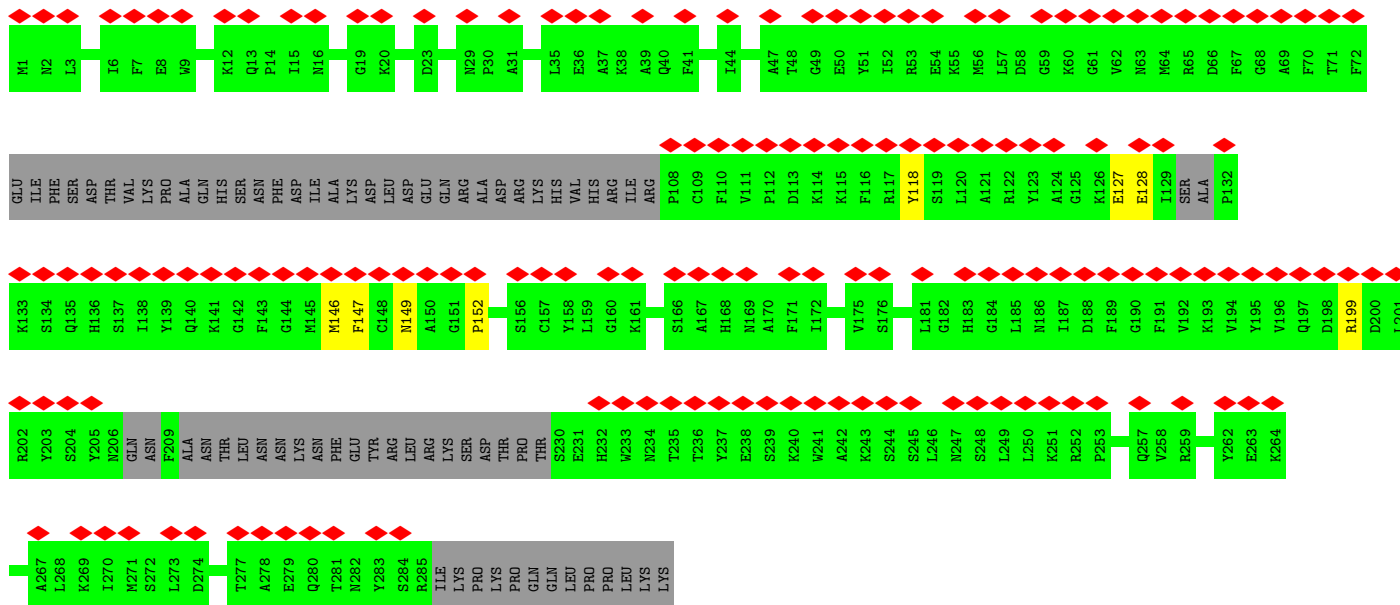 M1 N2 L3 I6 F7 E8 W9 K12 Q13 P14 I15 N16 G19 K20 D23 N29 P30 A31 L35 E36 A37 K38 A39 Q40 F41 I44 A47 T48 G49 E50 Y51 I52 R53 E54 K55 M56 L57 D58 G59 K60 G61 V62 N63 M64 R65 D66 F67 G68 A69 F70 T71 F72
GLU ILE PHE SER ASP THR VAL LYS PRO ALA GLN HIS SER ASN PHE ASP ILE ALA LYS ASP LEU ASP GLU GLN ARG ALA ASP ARG LYS HIS VAL HIS ARG ILE ARG P108 C109 F110 V111 P112 D113 K114 K115 F116 R117 Y118 S119 L120 A121 R122 Y123 A124 G125 K126 E127 E128 I129 SER ALA P132
K133 S134 Q135 H136 S137 I138 Y139 Q140 K141 G142 F143 G144 M145 M146 F147 C148 N149 A150 G151 P152 S156 C157 Y158 L159 G160 K161 S166 A167 H168 N169 A170 F171 I172 V175 S176 L181 G182 H183 G184 L185 N186 I187 D188 F189 G190 F191 V192 K193 V194 Y195 V196 Q197 D198 R199 D200 L201
R202 Y203 S204 Y205 N206 GLN ASN F209 ALA ASN THR LEU ASN ASN LYS ASN PHE GLU TYR ARG LEU ARG LYS SER ASP THR PRO THR S230 E231 H232 W233 N234 T235 T236 Y237 E238 S239 K240 W241 A242 K243 S244 S245 L246 N247 S248 L249 L250 K251 R252 P253 Q257 V258 R259 Y262 E263 K264
A267 L268 K269 I270 M271 S272 L273 D274 T277 A278 E279 Q280 T281 N282 Y283 S284 R285 ILE LYS PRO LYS PRO GLN GLN LEU PRO PRO LEU LYS LYS